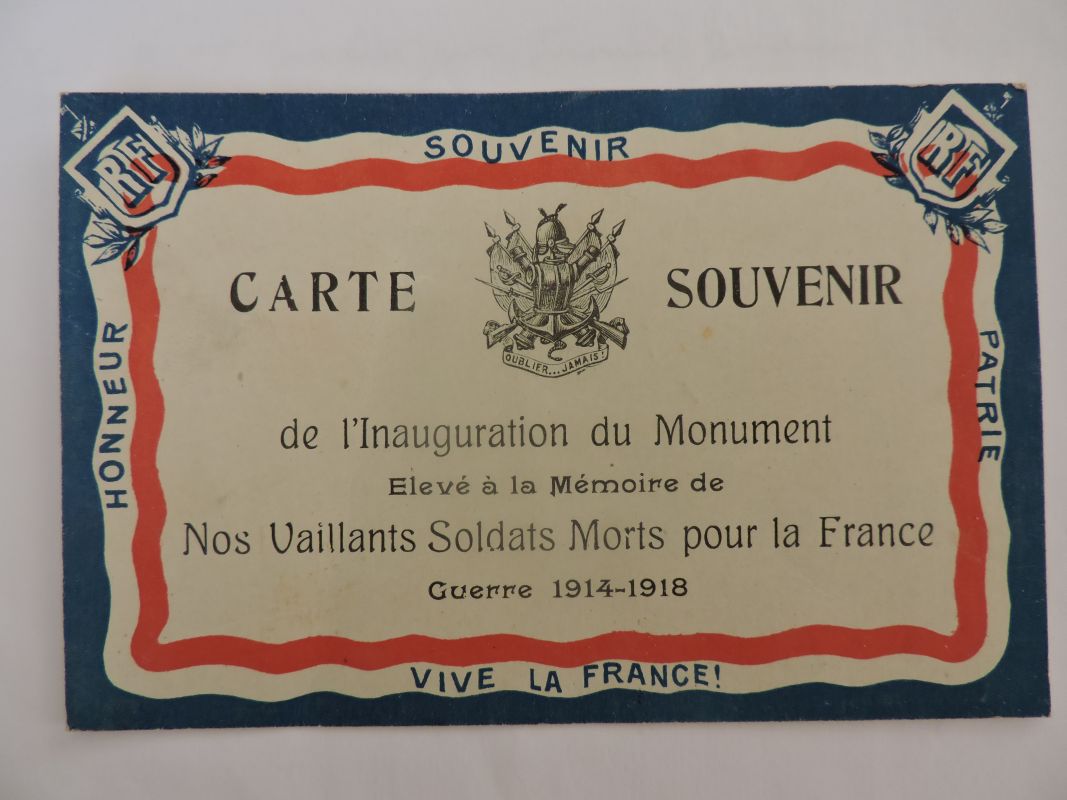 SOUVENIR
RF
RF
CARTE SOUVENIR
OUBLIER... JAMAIS!
HONNEUR
PATRIE
de l'Inauguration du Monument
Elevé à la Mémoire de
Nos Vaillants Soldats Morts pour la France
Guerre 1914-1918
VIVE LA FRANCE!